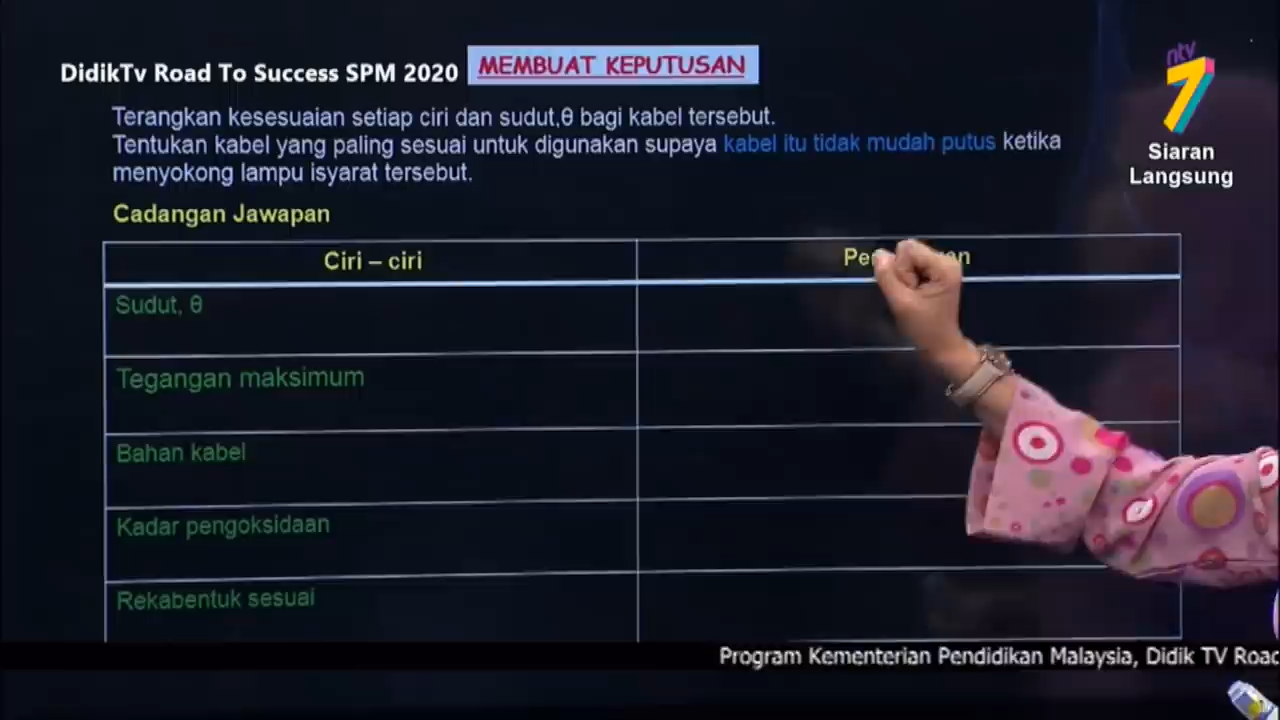 DidikTv Road To Success SPM 2020
MEMBUAT KEPUTUSAN
ntv
7
Siaran
Langsung
Terangkan kesesuaian setiap ciri dan sudut,θ bagi kabel tersebut.
Tentukan kabel yang paling sesuai untuk digunakan supaya kabel itu tidak mudah putus ketika
menyokong lampu isyarat tersebut.
Cadangan Jawapan
Ciri – ciri
Sudut, θ
Tegangan maksimum
Bahan kabel
Kadar pengoksidaan
Rekabentuk sesuai
Program Kementerian Pendidikan Malaysia, Didik TV Road